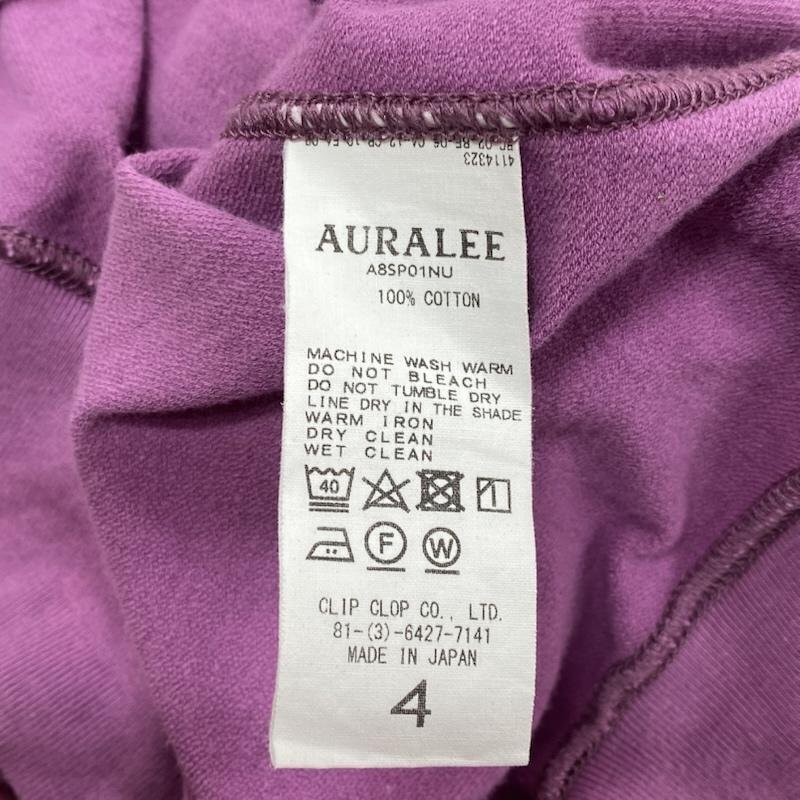 4114323
AURALEE
A8SP01NU
100% COTTON
MACHINE WASH WARM
DO NOT BLEACH
DO NOT TUMBLE DRY
LINE DRY IN THE SHADE
WARM IRON
DRY CLEAN
WET CLEAN
40
F W
CLIP CLOP CO., LTD.
81-(3)-6427-7141
MADE IN JAPAN
4